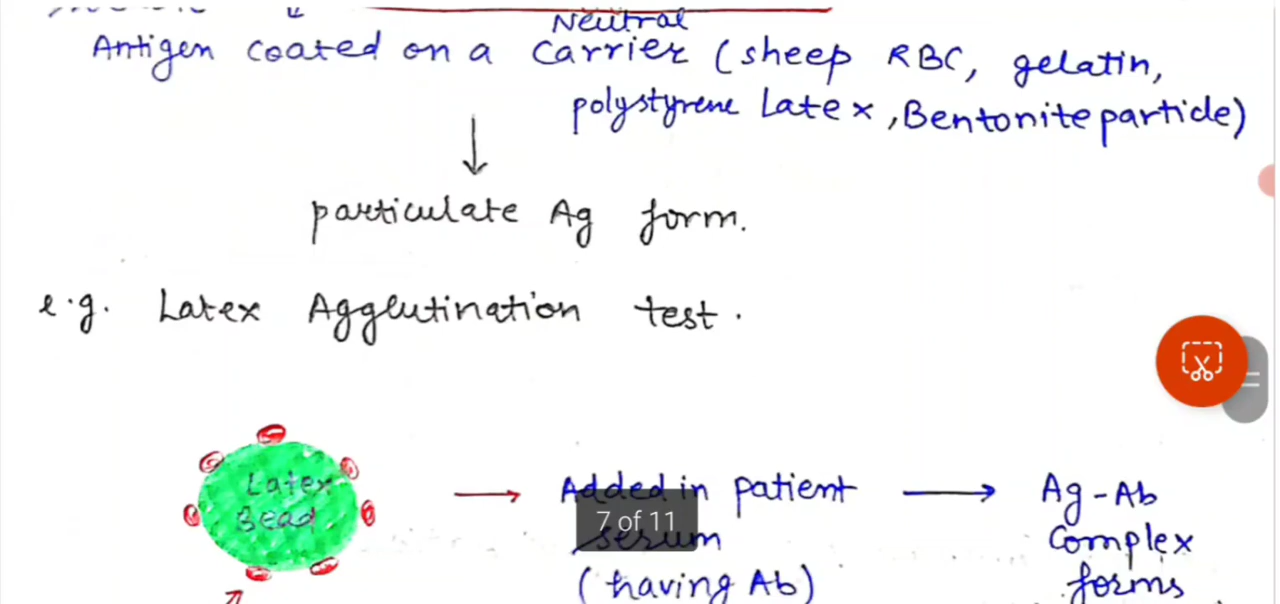 Neutral
Antigen coated on a carrier (sheep RBC, gelatin,
polystyrene Latex, Bentonite particle)
particulate Ag form.
e.g. Latex Agglutination test.
Latex
Bead
Added in patient
serum
(having Ab)
Ag-Ab
Complex
forms
7 of 11